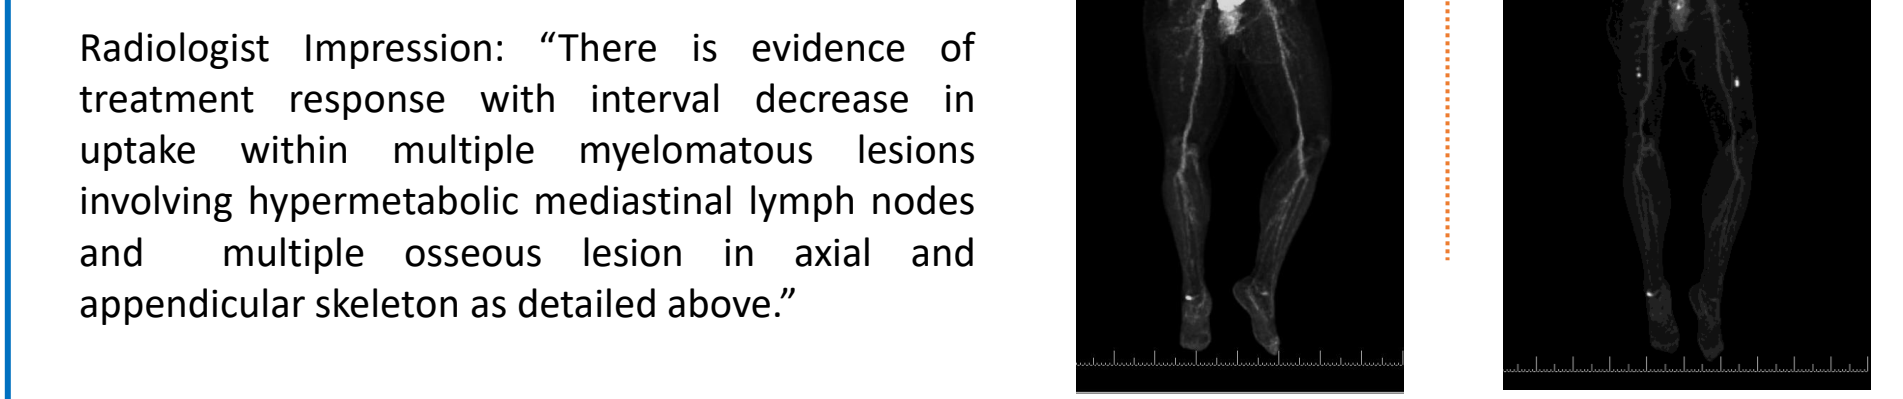 Radiologist Impression: “There is evidence of
treatment response with interval decrease in
uptake within multiple myelomatous lesions
involving hypermetabolic mediastinal lymph nodes
and multiple osseous lesion in axial and
appendicular skeleton as detailed above.”